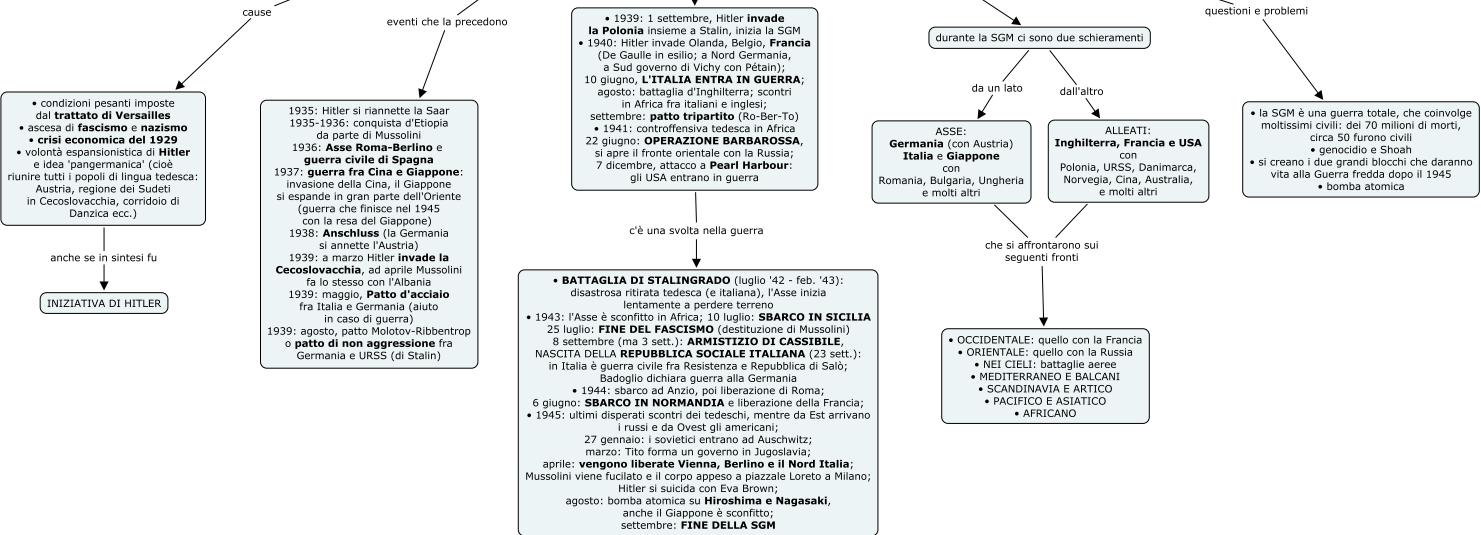 cause
• condizioni pesanti imposte
dal trattato di Versailles
• ascesa di fascismo e nazismo
• crisi economica del 1929
• volontà espansionistica di Hitler
e idea 'pangermanica' (cioè
riunire tutti i popoli di lingua tedesca:
Austria, regione dei Sudeti
in Cecoslovacchia, corridoio di
Danzica ecc.)
anche se in sintesi fu
INIZIATIVA DI HITLER
eventi che la precedono
1935: Hitler si riannette la Saar
1935-1936: conquista d'Etiopia
da parte di Mussolini
1936: Asse Roma-Berlino e
guerra civile di Spagna
1937: guerra fra Cina e Giappone:
invasione della Cina, il Giappone
si espande in gran parte dell'Oriente
(guerra che finisce nel 1945
con la resa del Giappone)
1938: Anschluss (la Germania
si annette l'Austria)
1939: a marzo Hitler invade la
Cecoslovacchia, ad aprile Mussolini
fa lo stesso con l'Albania
1939: maggio, Patto d'acciaio
fra Italia e Germania (aiuto
in caso di guerra)
1939: agosto, patto Molotov-Ribbentrop
o patto di non aggressione fra
Germania e URSS (di Stalin)
• 1939: 1 settembre, Hitler invade
la Polonia insieme a Stalin, inizia la SGM
• 1940: Hitler invade Olanda, Belgio, Francia
(De Gaulle in esilio; a Nord Germania,
a Sud governo di Vichy con Pétain);
10 giugno, L'ITALIA ENTRA IN GUERRA;
agosto: battaglia d'Inghilterra; scontri
in Africa fra italiani e inglesi;
settembre: patto tripartito (Ro-Ber-To)
• 1941: controffensiva tedesca in Africa
22 giugno: OPERAZIONE BARBAROSSA,
si apre il fronte orientale con la Russia;
7 dicembre, attacco a Pearl Harbour:
gli USA entrano in guerra
c'è una svolta nella guerra
• BATTAGLIA DI STALINGRADO (luglio '42 - feb. '43):
disastrosa ritirata tedesca (e italiana), l'Asse inizia
lentamente a perdere terreno
• 1943: l'Asse è sconfitto in Africa; 10 luglio: SBARCO IN SICILIA
25 luglio: FINE DEL FASCISMO (destituzione di Mussolini)
8 settembre (ma 3 sett.): ARMISTIZIO DI CASSIBILE,
NASCITA DELLA REPUBBLICA SOCIALE ITALIANA (23 sett.):
in Italia è guerra civile fra Resistenza e Repubblica di Salò;
Badoglio dichiara guerra alla Germania
• 1944: sbarco ad Anzio, poi liberazione di Roma;
6 giugno: SBARCO IN NORMANDIA e liberazione della Francia;
• 1945: ultimi disperati scontri dei tedeschi, mentre da Est arrivano
i russi e da Ovest gli americani;
27 gennaio: i sovietici entrano ad Auschwitz;
marzo: Tito forma un governo in Jugoslavia;
aprile: vengono liberate Vienna, Berlino e il Nord Italia;
Mussolini viene fucilato e il corpo appeso a piazzale Loreto a Milano;
Hitler si suicida con Eva Brown;
agosto: bomba atomica su Hiroshima e Nagasaki,
anche il Giappone è sconfitto;
settembre: FINE DELLA SGM
durante la SGM ci sono due schieramenti
da un lato
dall'altro
ASSE:
Germania (con Austria)
Italia e Giappone
con
Romania, Bulgaria, Ungheria
e molti altri
ALLEATI:
Inghilterra, Francia e USA
con
Polonia, URSS, Danimarca,
Norvegia, Cina, Australia,
e molti altri
che si affrontarono sui
seguenti fronti
• OCCIDENTALE: quello con la Francia
• ORIENTALE: quello con la Russia
• NEI CIELI: battaglie aeree
• MEDITERRANEO E BALCANI
• SCANDINAVIA E ARTICO
• PACIFICO E ASIATICO
• AFRICANO
questioni e problemi
• la SGM è una guerra totale, che coinvolge
moltissimi civili: dei 70 milioni di morti,
circa 50 furono civili
• genocidio e Shoah
• si creano i due grandi blocchi che daranno
vita alla Guerra fredda dopo il 1945
• bomba atomica